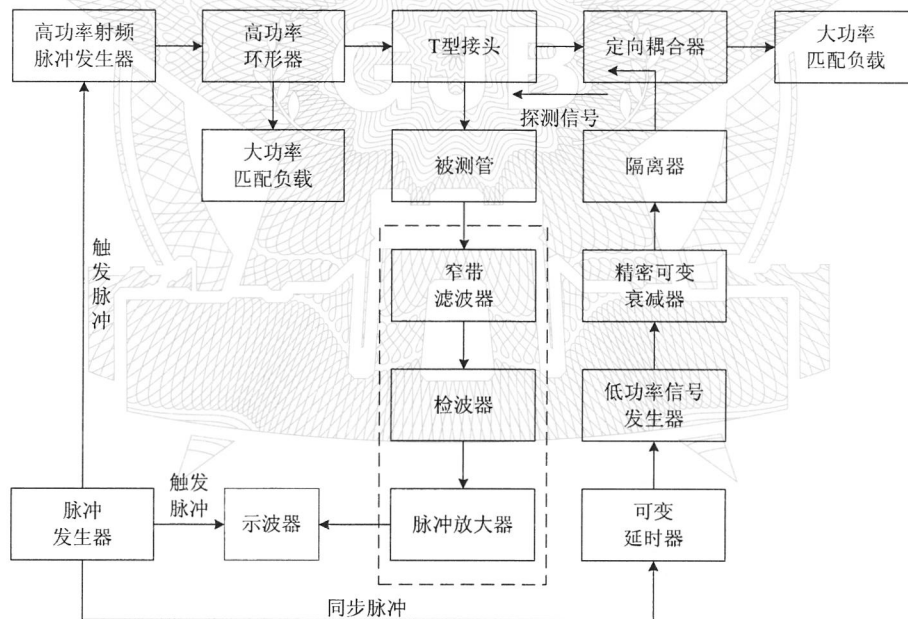 高功率射频
脉冲发生器
高功率
环形器
T型接头
定向耦合器
大功率
匹配负载
探测信号
大功率
匹配负载
被测管
隔离器
触
发
脉
冲
窄带
滤波器
精密可变
衰减器
检波器
低功率信号
发生器
脉冲
发生器
触发
脉冲
示波器
脉冲放大器
可变
延时器
同步脉冲